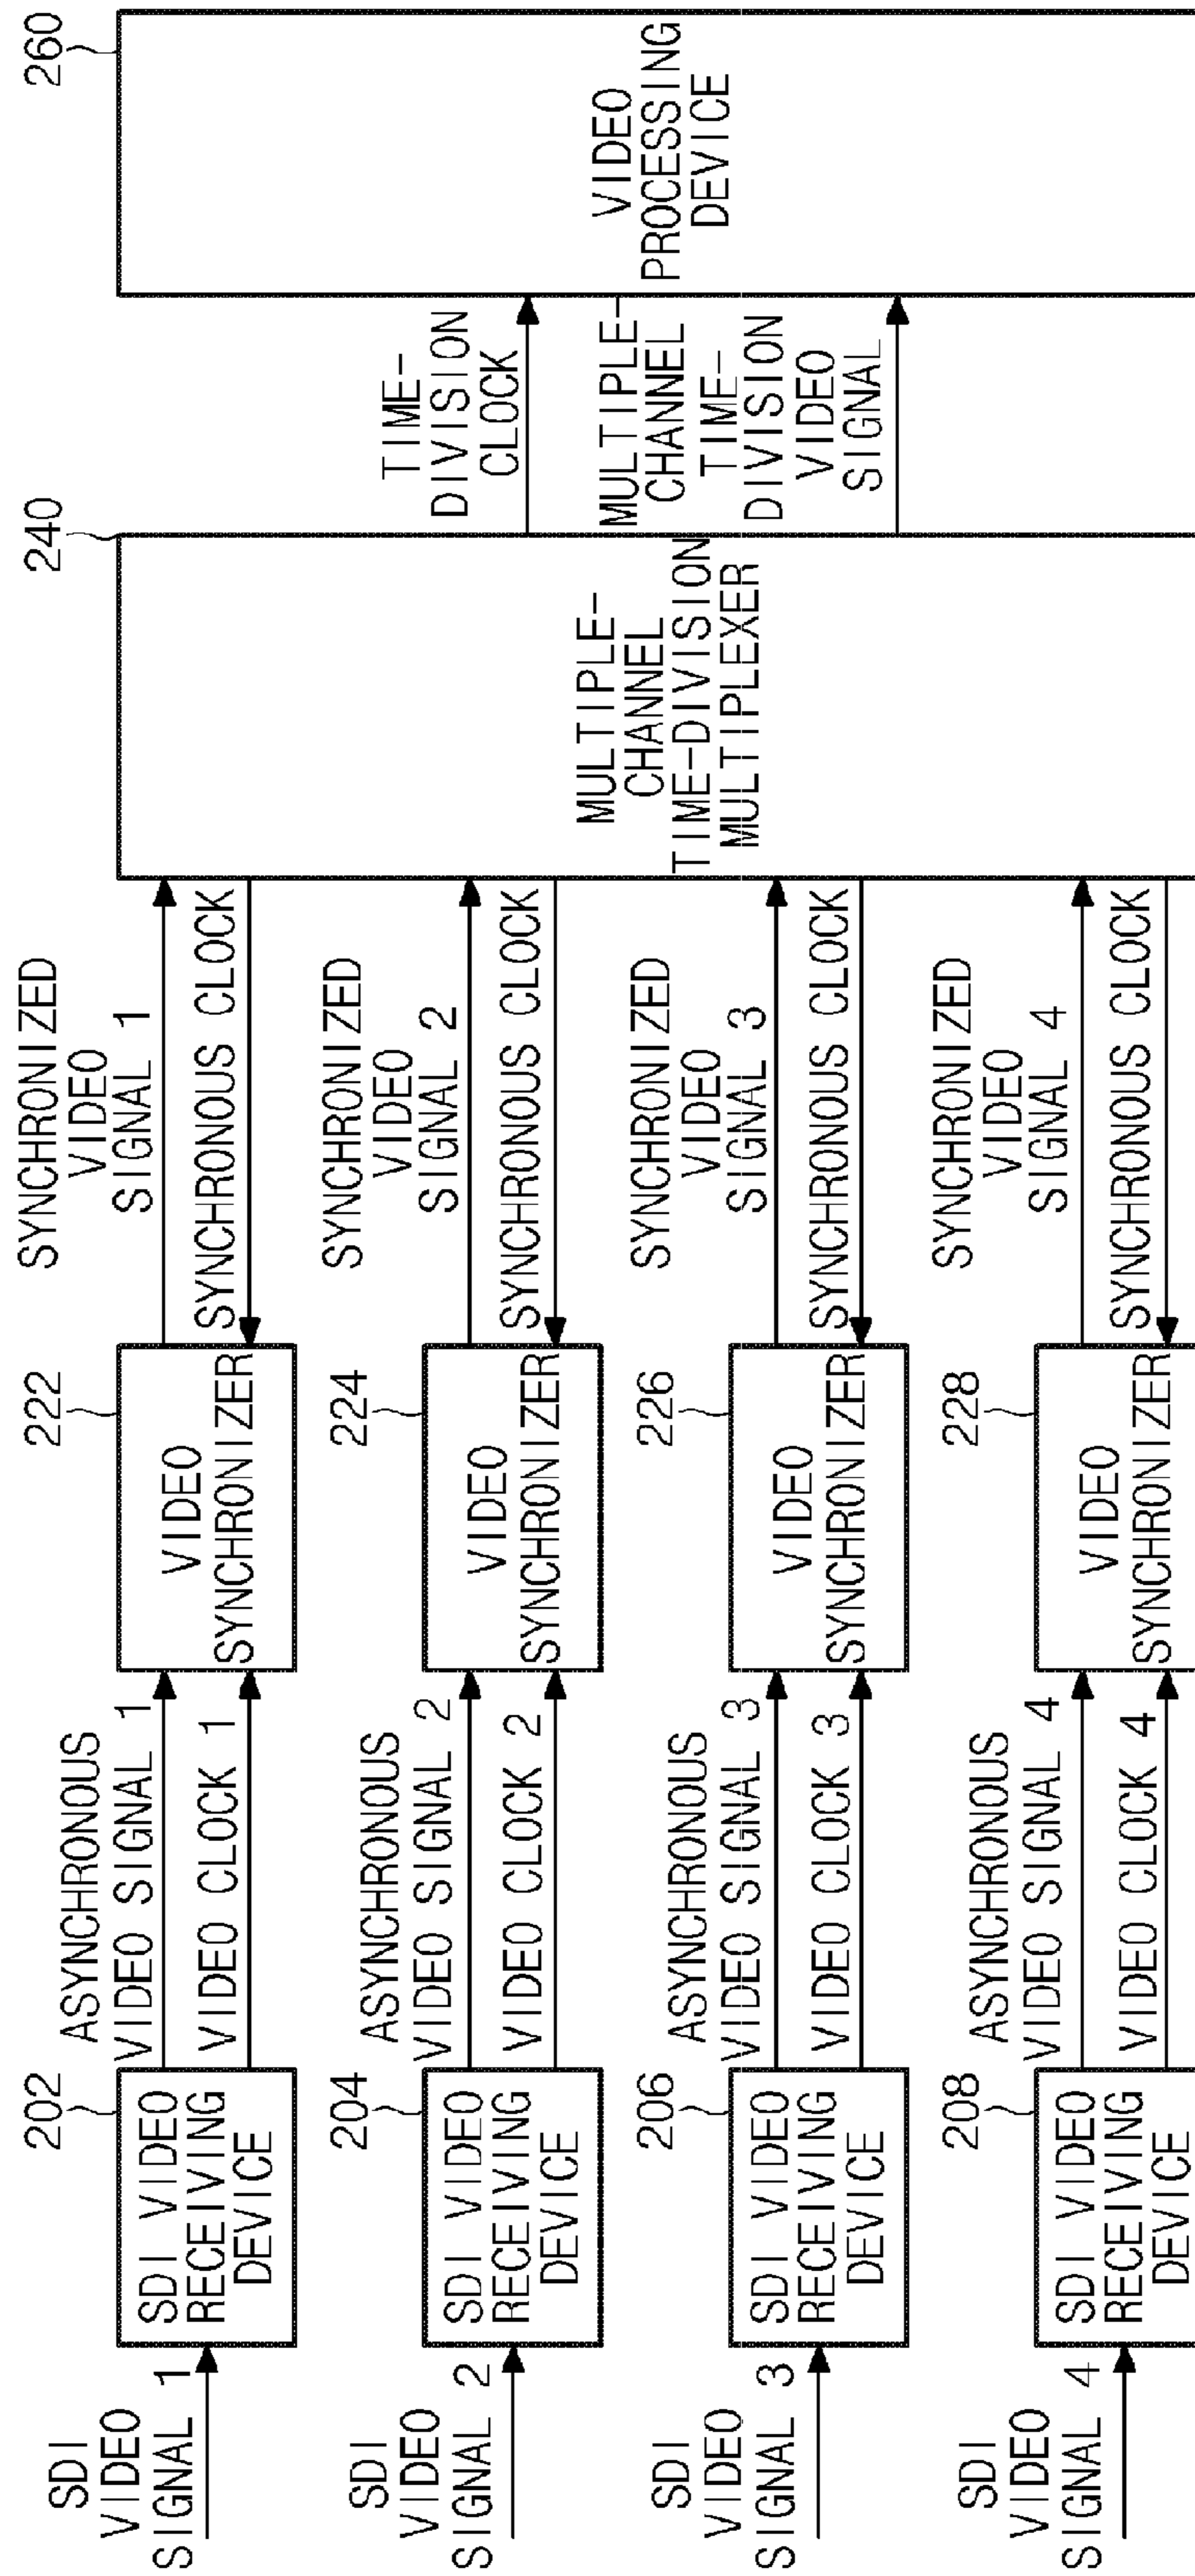 SDI
VIDEO
SIGNAL 1
202
SDI VIDEO
RECEIVING
DEVICE
ASYNCHRONOUS
VIDEO SIGNAL 1
VIDEO CLOCK 1
222
VIDEO
SYNCHRONIZER
SYNCHRONIZED
VIDEO
SIGNAL 1
SYNCHRONOUS CLOCK
SDI
VIDEO
SIGNAL 2
204
SDI VIDEO
RECEIVING
DEVICE
ASYNCHRONOUS
VIDEO SIGNAL 2
VIDEO CLOCK 2
224
VIDEO
SYNCHRONIZER
SYNCHRONIZED
VIDEO
SIGNAL 2
SYNCHRONOUS CLOCK
SDI
VIDEO
SIGNAL 3
206
SDI VIDEO
RECEIVING
DEVICE
ASYNCHRONOUS
VIDEO SIGNAL 3
VIDEO CLOCK 3
226
VIDEO
SYNCHRONIZER
SYNCHRONIZED
VIDEO
SIGNAL 3
SYNCHRONOUS CLOCK
SDI
VIDEO
SIGNAL 4
208
SDI VIDEO
RECEIVING
DEVICE
ASYNCHRONOUS
VIDEO SIGNAL 4
VIDEO CLOCK 4
228
VIDEO
SYNCHRONIZER
SYNCHRONIZED
VIDEO
SIGNAL 4
SYNCHRONOUS CLOCK
240
MULTIPLE-
CHANNEL
TIME-DIVISION
MULTIPLEXER
TIME-
DIVISION
CLOCK
MULTIPLE-
CHANNEL
TIME-
DIVISION
VIDEO
SIGNAL
260
VIDEO
PROCESSING
DEVICE